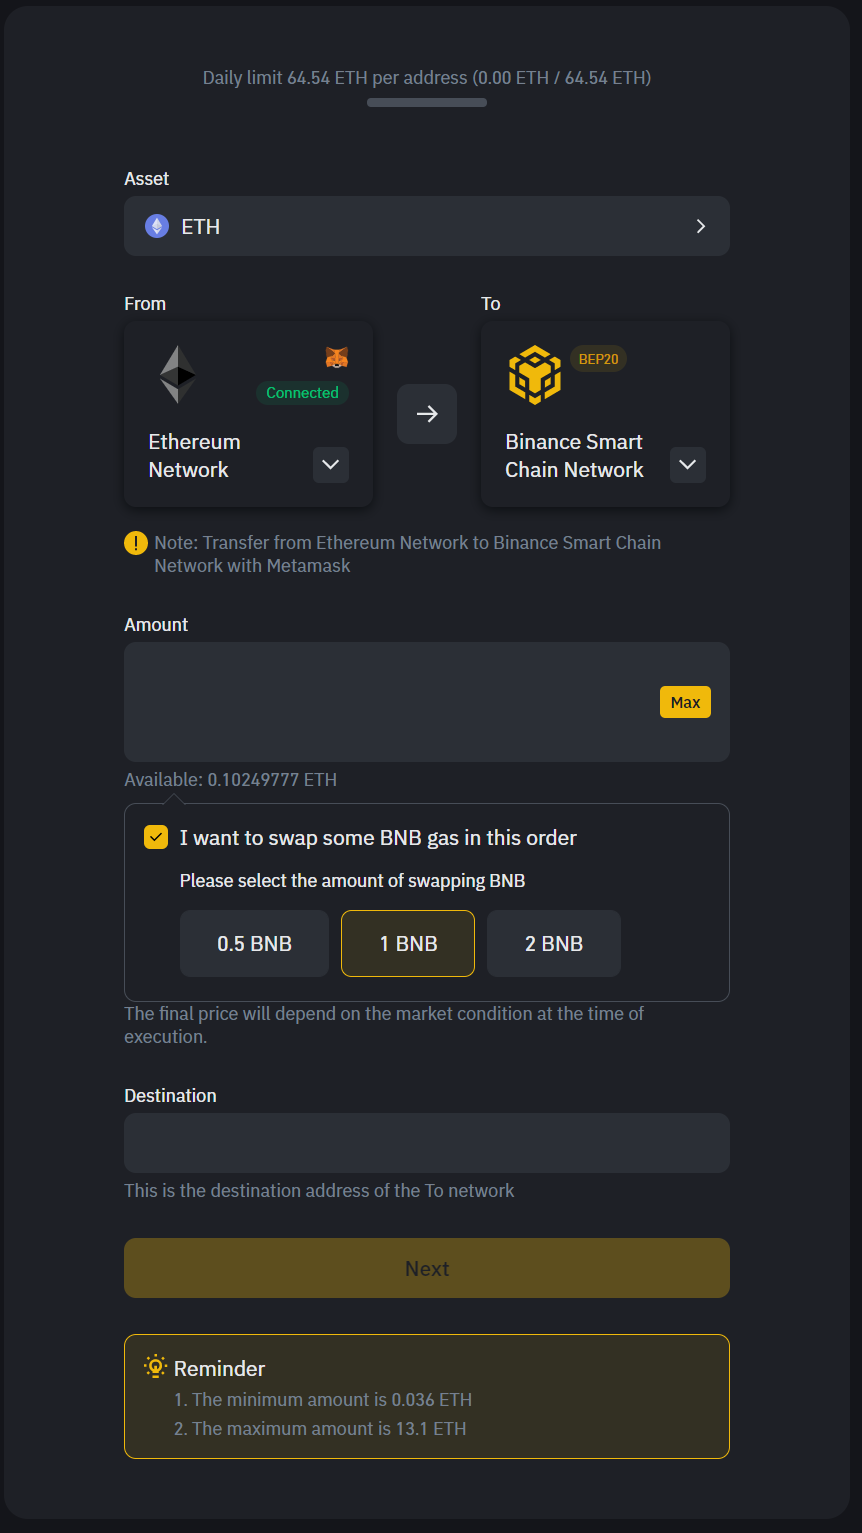 Daily limit 64.54 ETH per address (0.00 ETH / 64.54 ETH)
Asset
ETH
From
To
Connected
Ethereum
Network
BEP20
Binance Smart
Chain Network
Note: Transfer from Ethereum Network to Binance Smart Chain
Network with Metamask
Amount
Max
Available: 0.10249777 ETH
I want to swap some BNB gas in this order
Please select the amount of swapping BNB
0.5 BNB
1 BNB
2 BNB
The final price will depend on the market condition at the time of
execution.
Destination
This is the destination address of the To network
Next
Reminder
1. The minimum amount is 0.036 ETH
2. The maximum amount is 13.1 ETH